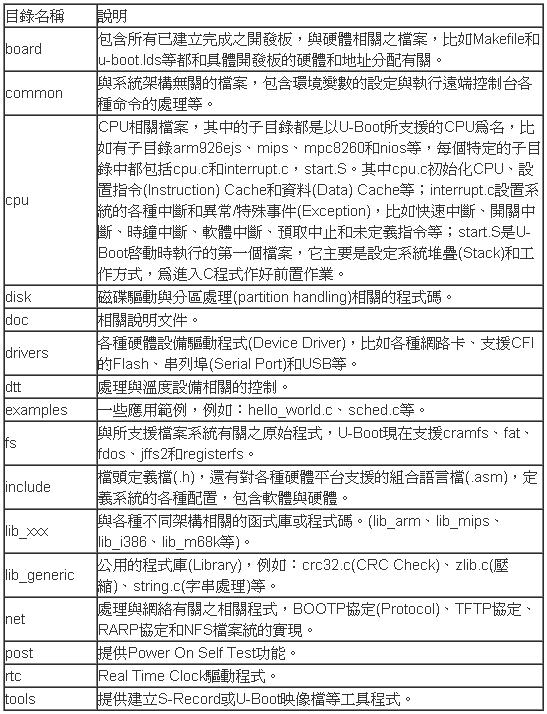 目錄名稱 說明
board 包含所有已建立完成之開發板，與硬體相關之檔案，比如Makefile和
u-boot.lds等都和具體開發板的硬體和地址分配有關。
common 與系統架構無關的檔案，包含環境變數的設定與執行遠端控制台各
種命令的處理等。
cpu CPU相關檔案，其中的子目錄都是以U-Boot所支援的CPU為名，比
如有子目錄arm926ejs、mips、mpc8260和nios等，每個特定的子目
錄中都包括cpu.c和interrupt.c，start.S。其中cpu.c初始化CPU、設
置指令(Instruction) Cache和資料(Data) Cache等；interrupt.c設置系
統的各種中斷和異常/特殊事件(Exception)，比如快速中斷、開關中
斷、時鐘中斷、軟體中斷、預取中止和未定義指令等；start.S是U-
Boot啟動時執行的第一個檔案，它主要是設定系統堆疊(Stack)和工
作方式，為進入C程式作好前置作業。
disk 磁碟驅動與分區處理(partition handling)相關的程式碼。
doc 相關說明文件。
drivers 各種硬體設備驅動程式(Device Driver)，比如各種網路卡、支援CFI
的Flash、串列埠(Serial Port)和USB等。
dtt 處理與溫度設備相關的控制。
examples 一些應用範例，例如：hello_world.c、sched.c等。
fs 與所支援檔案系統有關之原始程式，U-Boot現在支援cramfs、fat、
fdos、jffs2和registerfs。
include 檔頭定義檔(.h)，還有對各種硬體平台支援的組合語言檔(.asm)，定
義系統的各種配置，包含軟體與硬體。
lib_xxx 與各種不同架構相關的函式庫或程式碼。(lib_arm、lib_mips、
lib_i386、lib_m68k等)。
lib_generic 公用的程式庫(Library)，例如：crc32.c(CRC Check)、zlib.c(壓
縮)、string.c(字串處理)等。
net 處理與網絡有關之相關程式，BOOTP協定(Protocol)、TFTP協定、
RARP協定和NFS檔案統的實現。
post 提供Power On Self Test功能。
rtc Real Time Clock驅動程式。
tools 提供建立S-Record或U-Boot映像檔等工具程式。